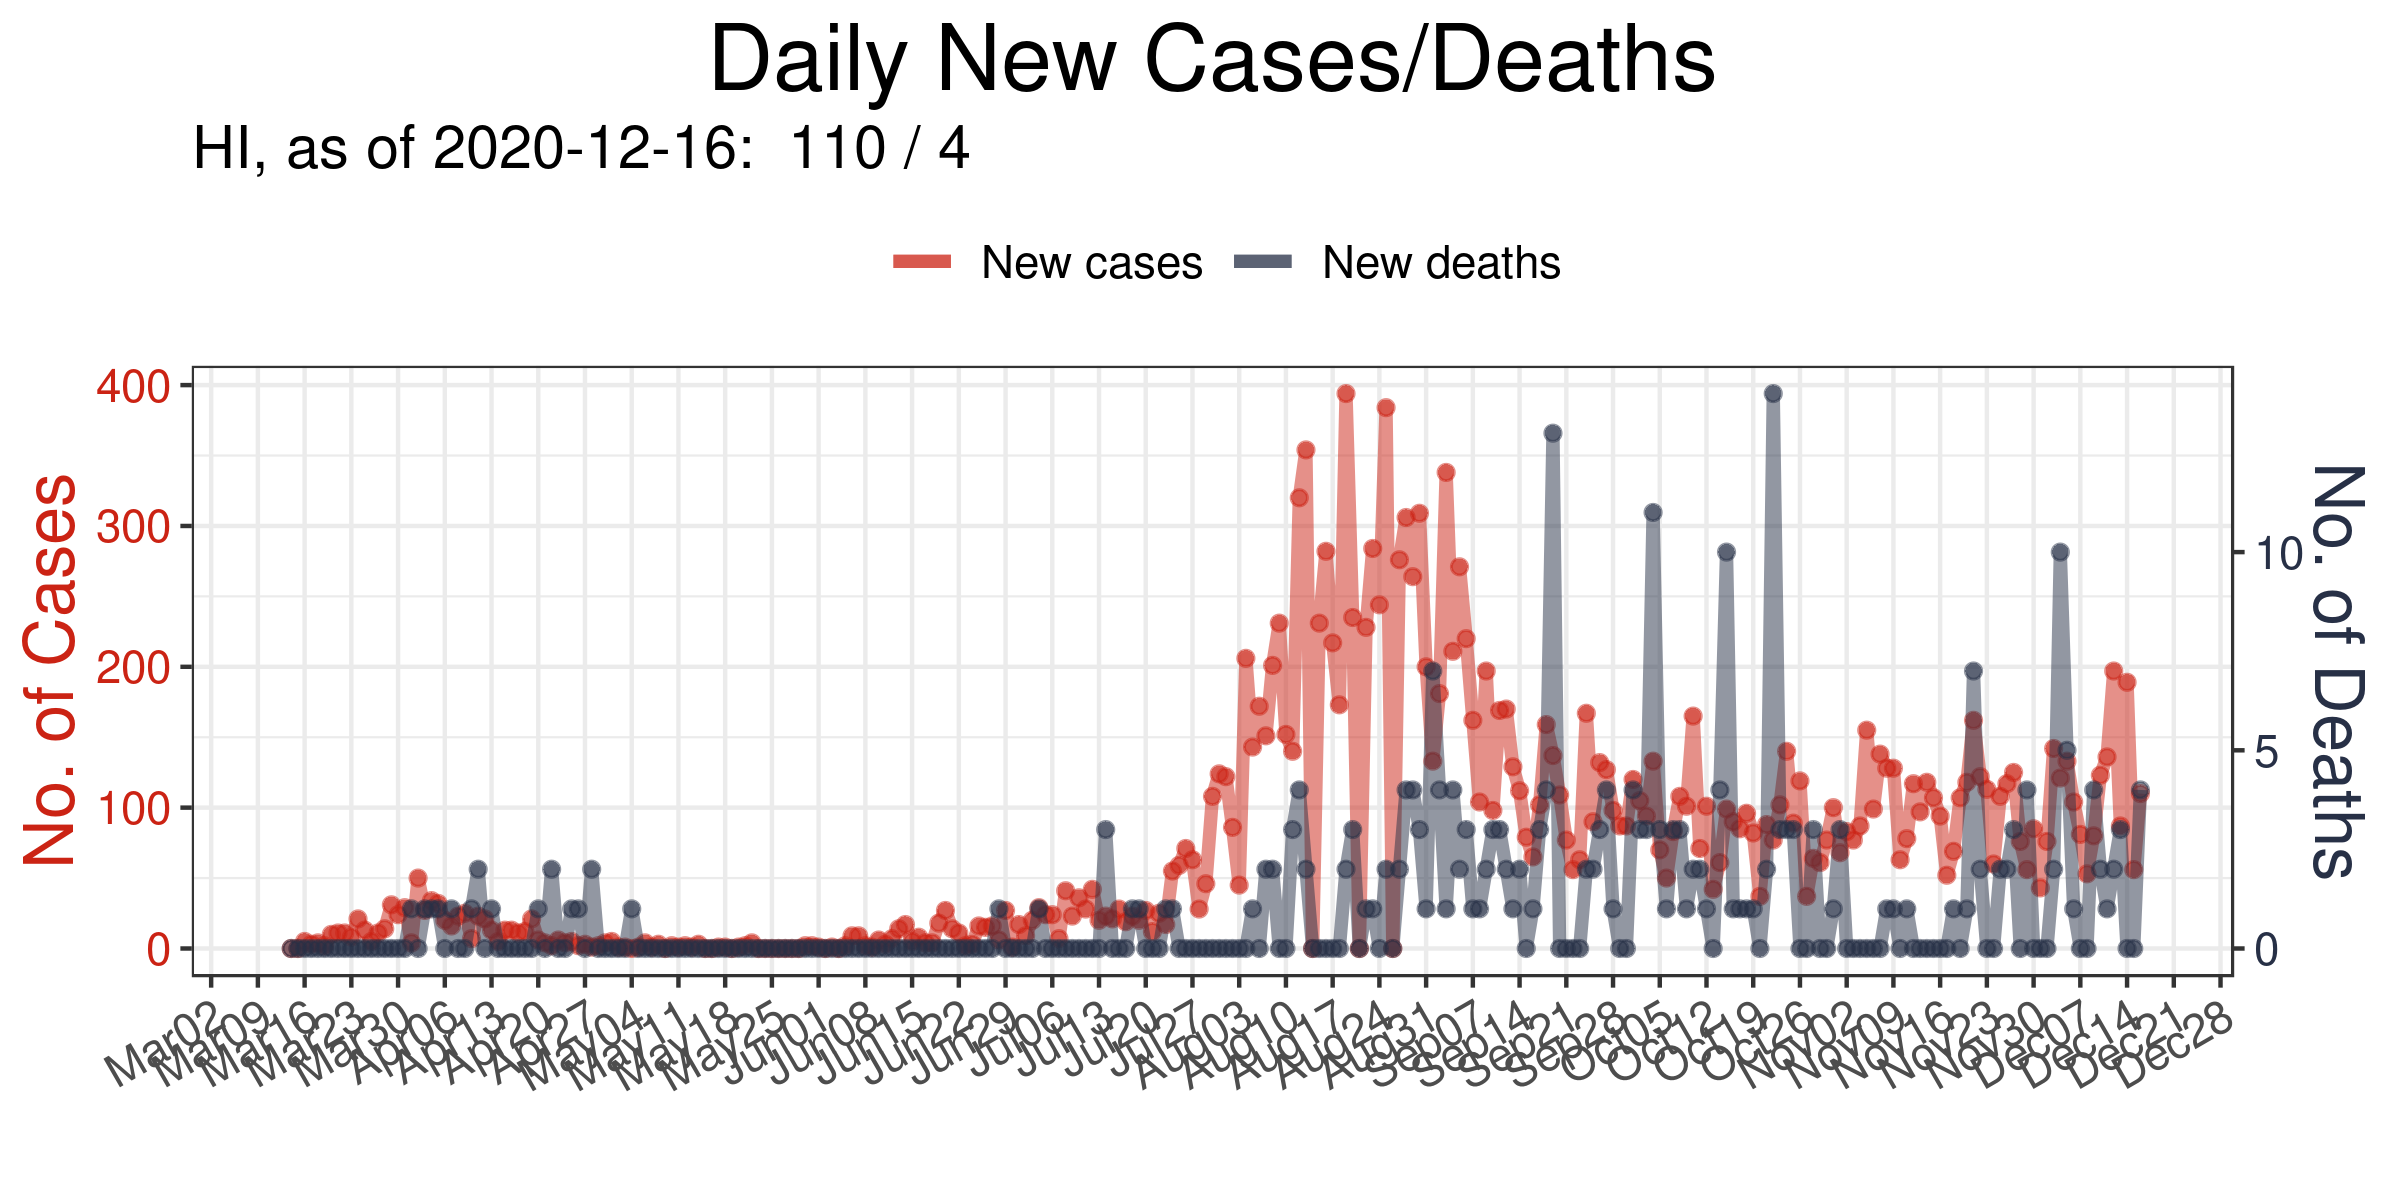 Daily New Cases/Deaths
HI, as of 2020-12-16:  110 / 4
New cases
New deaths
No. of Cases
400
300
200
100
0
No. of Deaths
10
5
0
Mar02
Mar09
Mar16
Mar23
Mar30
Apr06
Apr13
Apr20
Apr27
May04
May11
May18
May25
Jun01
Jun08
Jun15
Jun22
Jun29
Jul06
Jul13
Jul20
Jul27
Aug03
Aug10
Aug17
Aug24
Aug31
Sep07
Sep14
Sep21
Sep28
Oct05
Oct12
Oct19
Oct26
Nov02
Nov09
Nov16
Nov23
Nov30
Dec07
Dec14
Dec21
Dec28